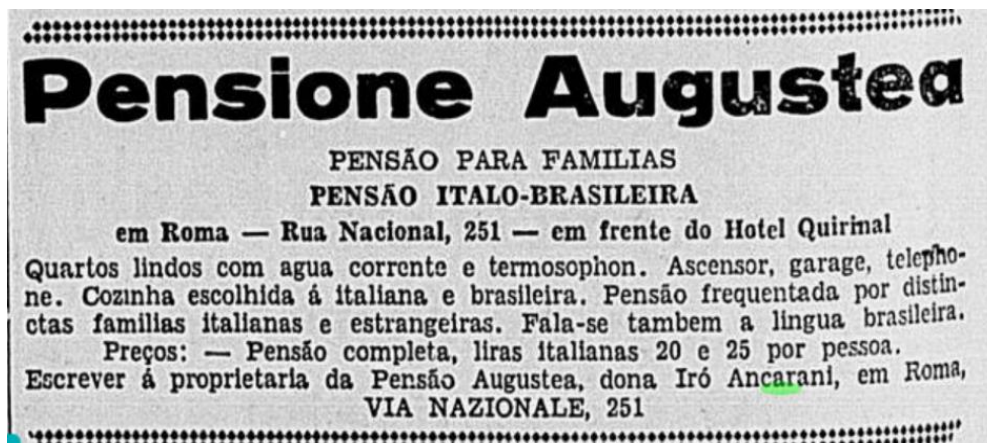 Pensione Augustea
PENSÃO PARA FAMILIAS
PENSÃO ITALO-BRASILEIRA
em Roma — Rua Nacional, 251 — em frente do Hotel Quirinal
Quartos lindos com agua corrente e termosophon. Ascensor, garage, telepho-
ne. Cozinha escolhida á italiana e brasileira. Pensão frequentada por distin-
ctas familias italianas e estrangeiras. Fala-se tambem a lingua brasileira.
Preços: — Pensão completa, liras italianas 20 e 25 por pessoa.
Escrever á proprietaria da Pensão Augustea, dona Iró Ancarani, em Roma,
VIA NAZIONALE, 251